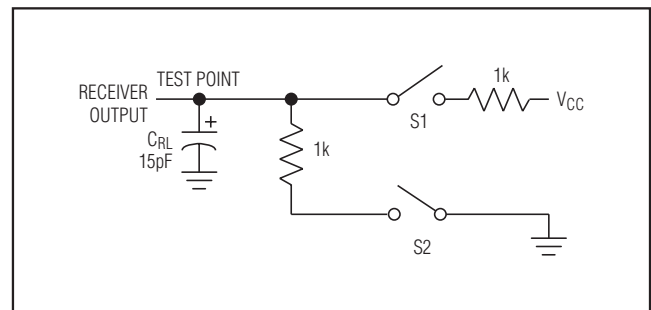 RECEIVER
OUTPUT
TEST POINT
+
C_RL
15pF
1k
S1
1k
V_CC
S2